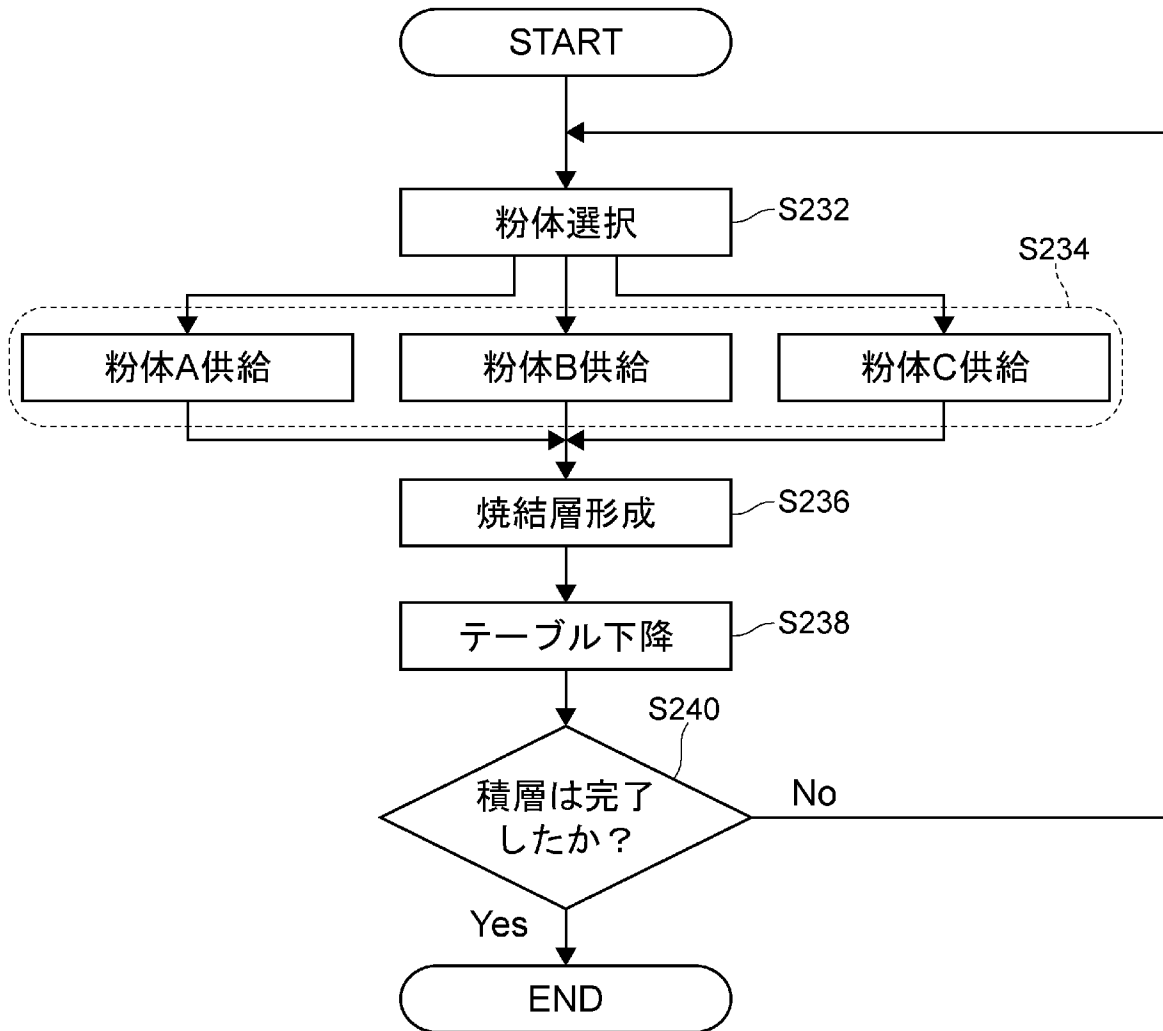 START
粉体選択
S232
S234
粉体A供給
粉体B供給
粉体C供給
焼結層形成
S236
テーブル下降
S238
S240
積層は完了
したか？
No
Yes
END